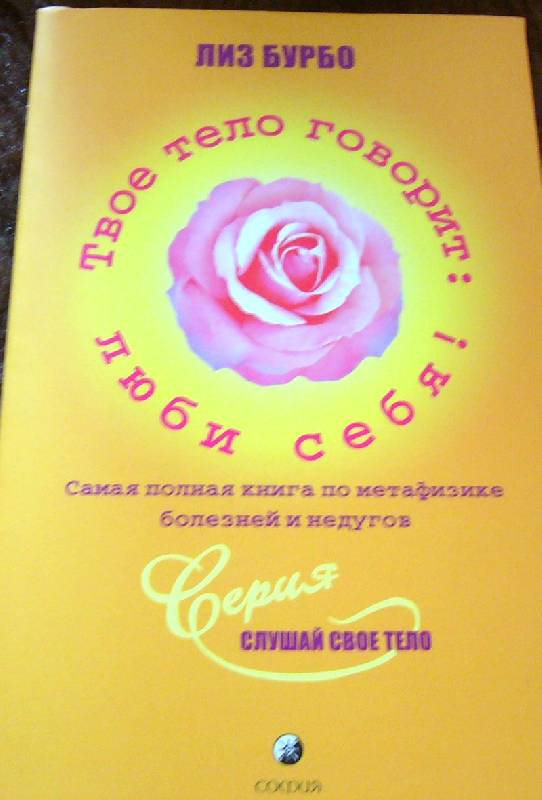 ЛИЗ БУРБО
Твое тело говорит:
люби себя!
Самая полная книга по метафизике
болезней и недугов
Серия
СЛУШАЙ СВОЕ ТЕЛО
СОФИЯ